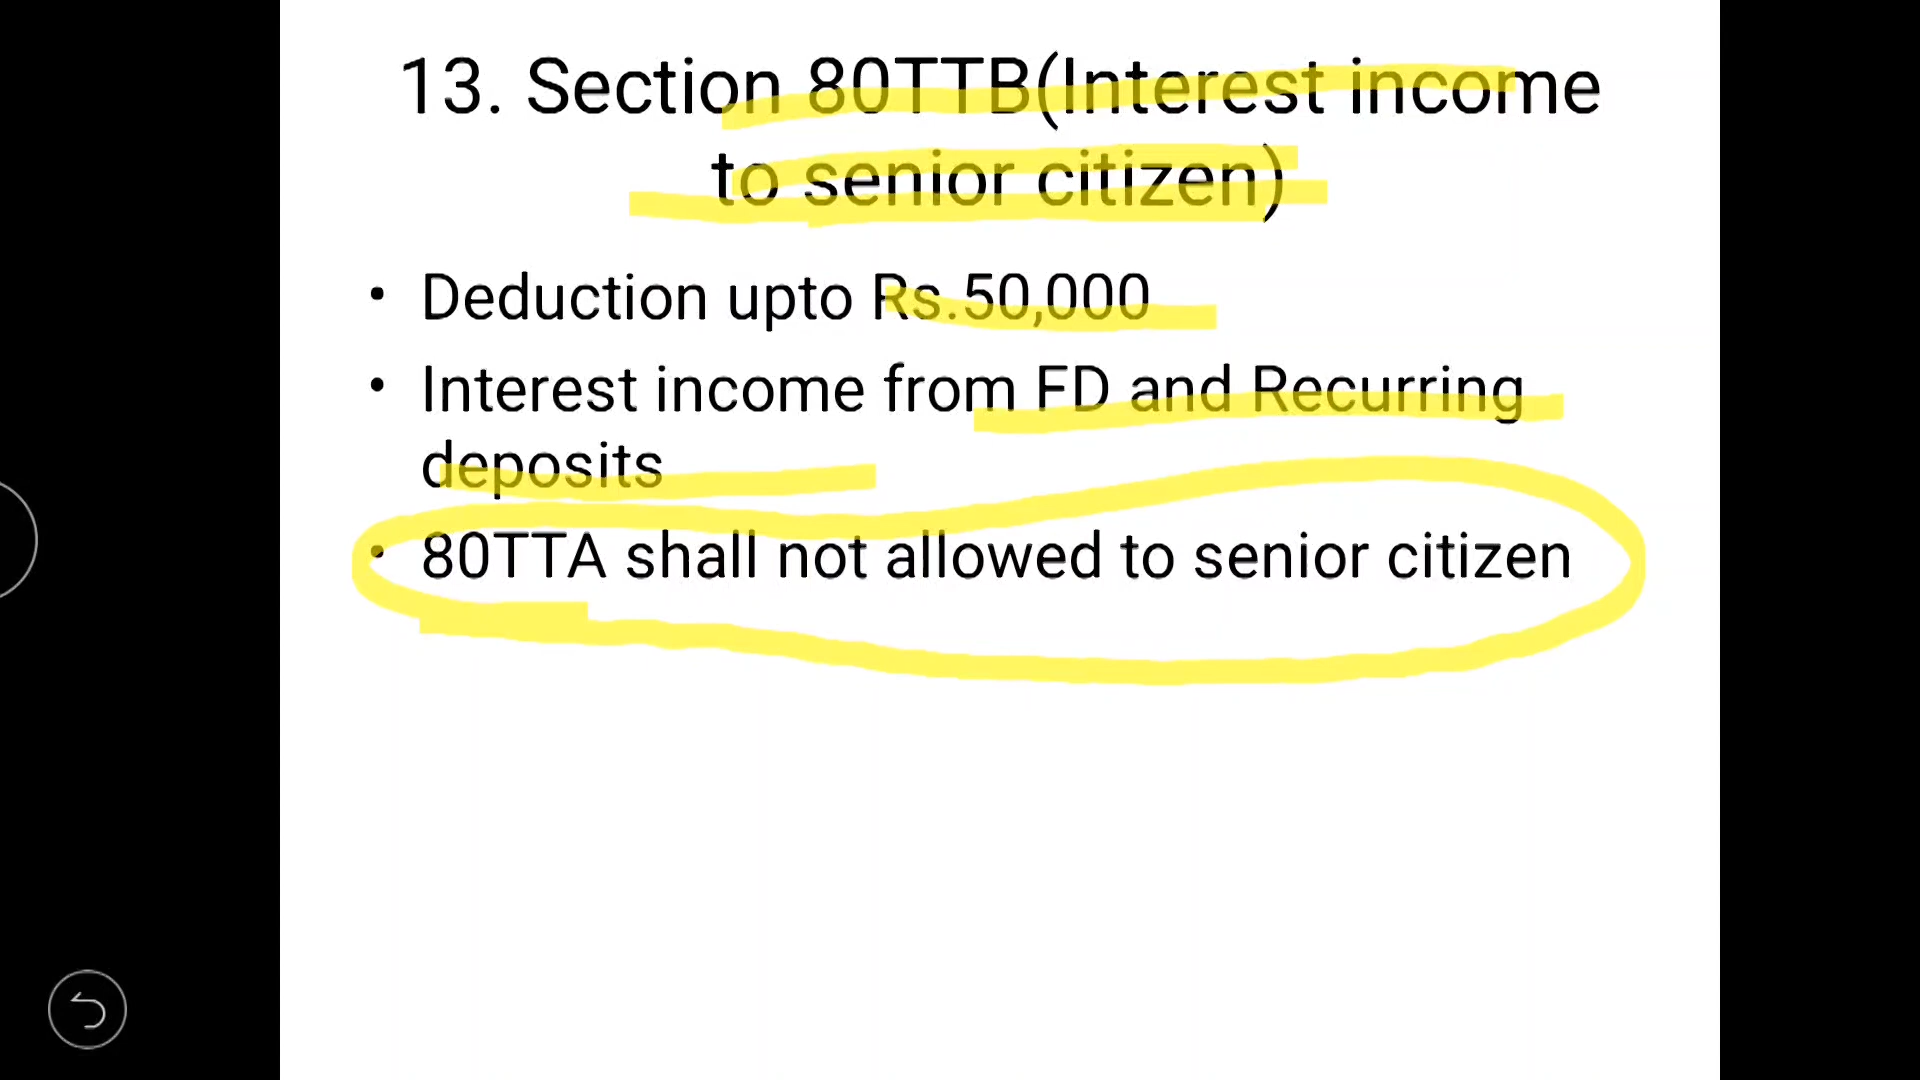 13. Section 80TTB(Interest income
to senior citizen)
• Deduction upto Rs.50,000
• Interest income from FD and Recurring
deposits
• 80TTA shall not allowed to senior citizen